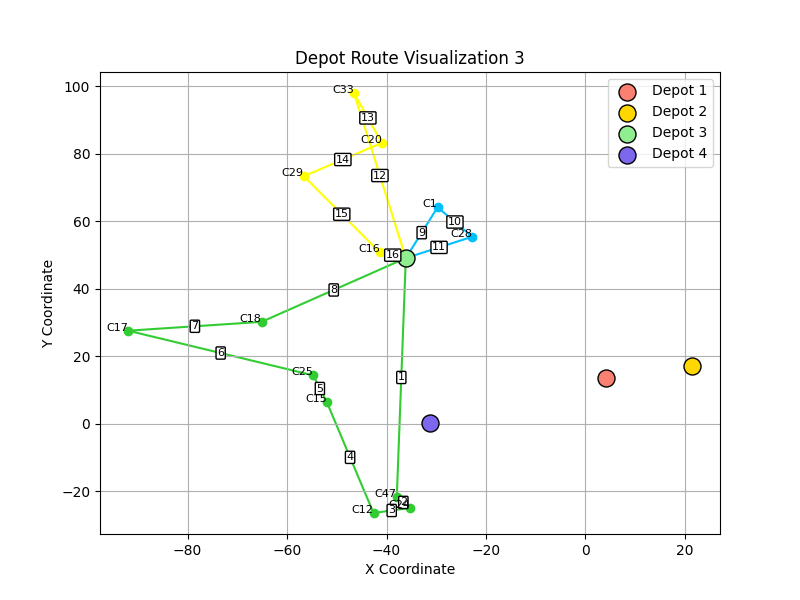 Depot Route Visualization 3
Depot 1
Depot 2
Depot 3
Depot 4
100
80
60
40
20
0
−20
Y Coordinate
−80
−60
−40
−20
0
20
X Coordinate
C33
13
C20
14
12
C29
15
C1
10
9
C28
11
C16
16
8
C18
7
C17
6
C25
5
C15
1
4
C47
C12
3